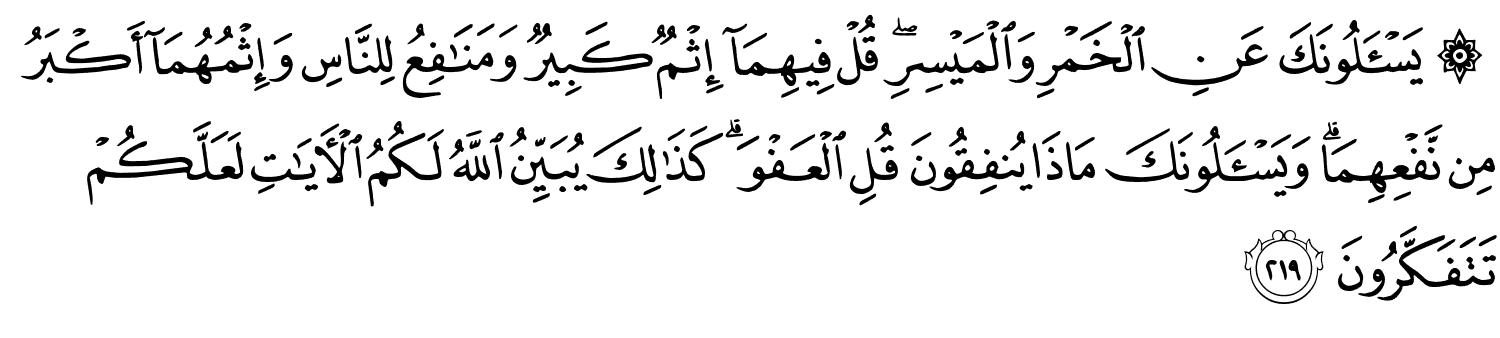 ۞ يَسْـَٔلُونَكَ عَنِ ٱلْخَمْرِ وَٱلْمَيْسِرِ ۖ قُلْ فِيهِمَآ إِثْمٌ كَبِيرٌ وَمَنَـٰفِعُ لِلنَّاسِ وَإِثْمُهُمَآ أَكْبَرُ
مِن نَّفْعِهِمَا ۗ وَيَسْـَٔلُونَكَ مَاذَا يُنفِقُونَ قُلِ ٱلْعَفْوَ ۗ كَذَٰلِكَ يُبَيِّنُ ٱللَّهُ لَكُمُ ٱلْـَٔايَـٰتِ لَعَلَّكُمْ
تَتَفَكَّرُونَ ٢١٩